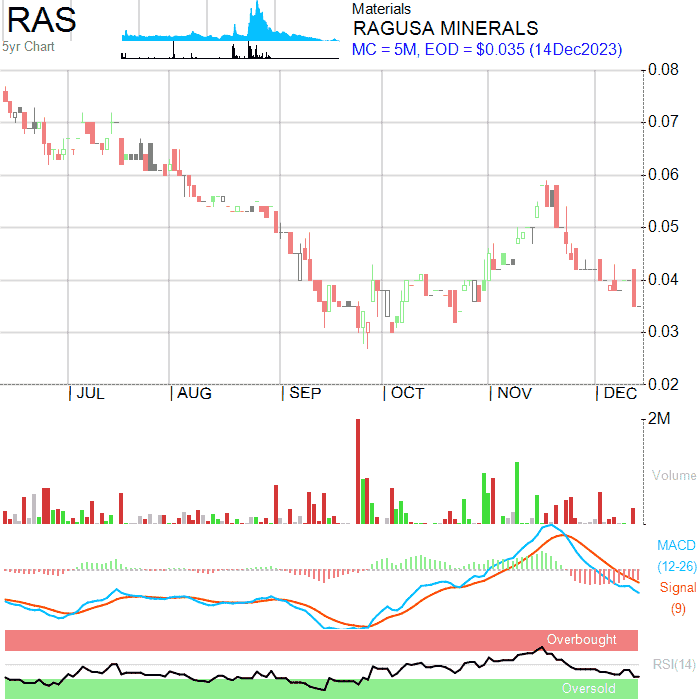 RAS
5yr Chart
Materials
RAGUSA MINERALS
MC = 5M, EOD = $0.035 (14Dec2023)
0.08
0.07
0.06
0.05
0.04
0.03
0.02
JUL AUG SEP OCT NOV DEC
2M
Volume
MACD
(12-26)
Signal
(9)
Overbought
RSI(14)
Oversold